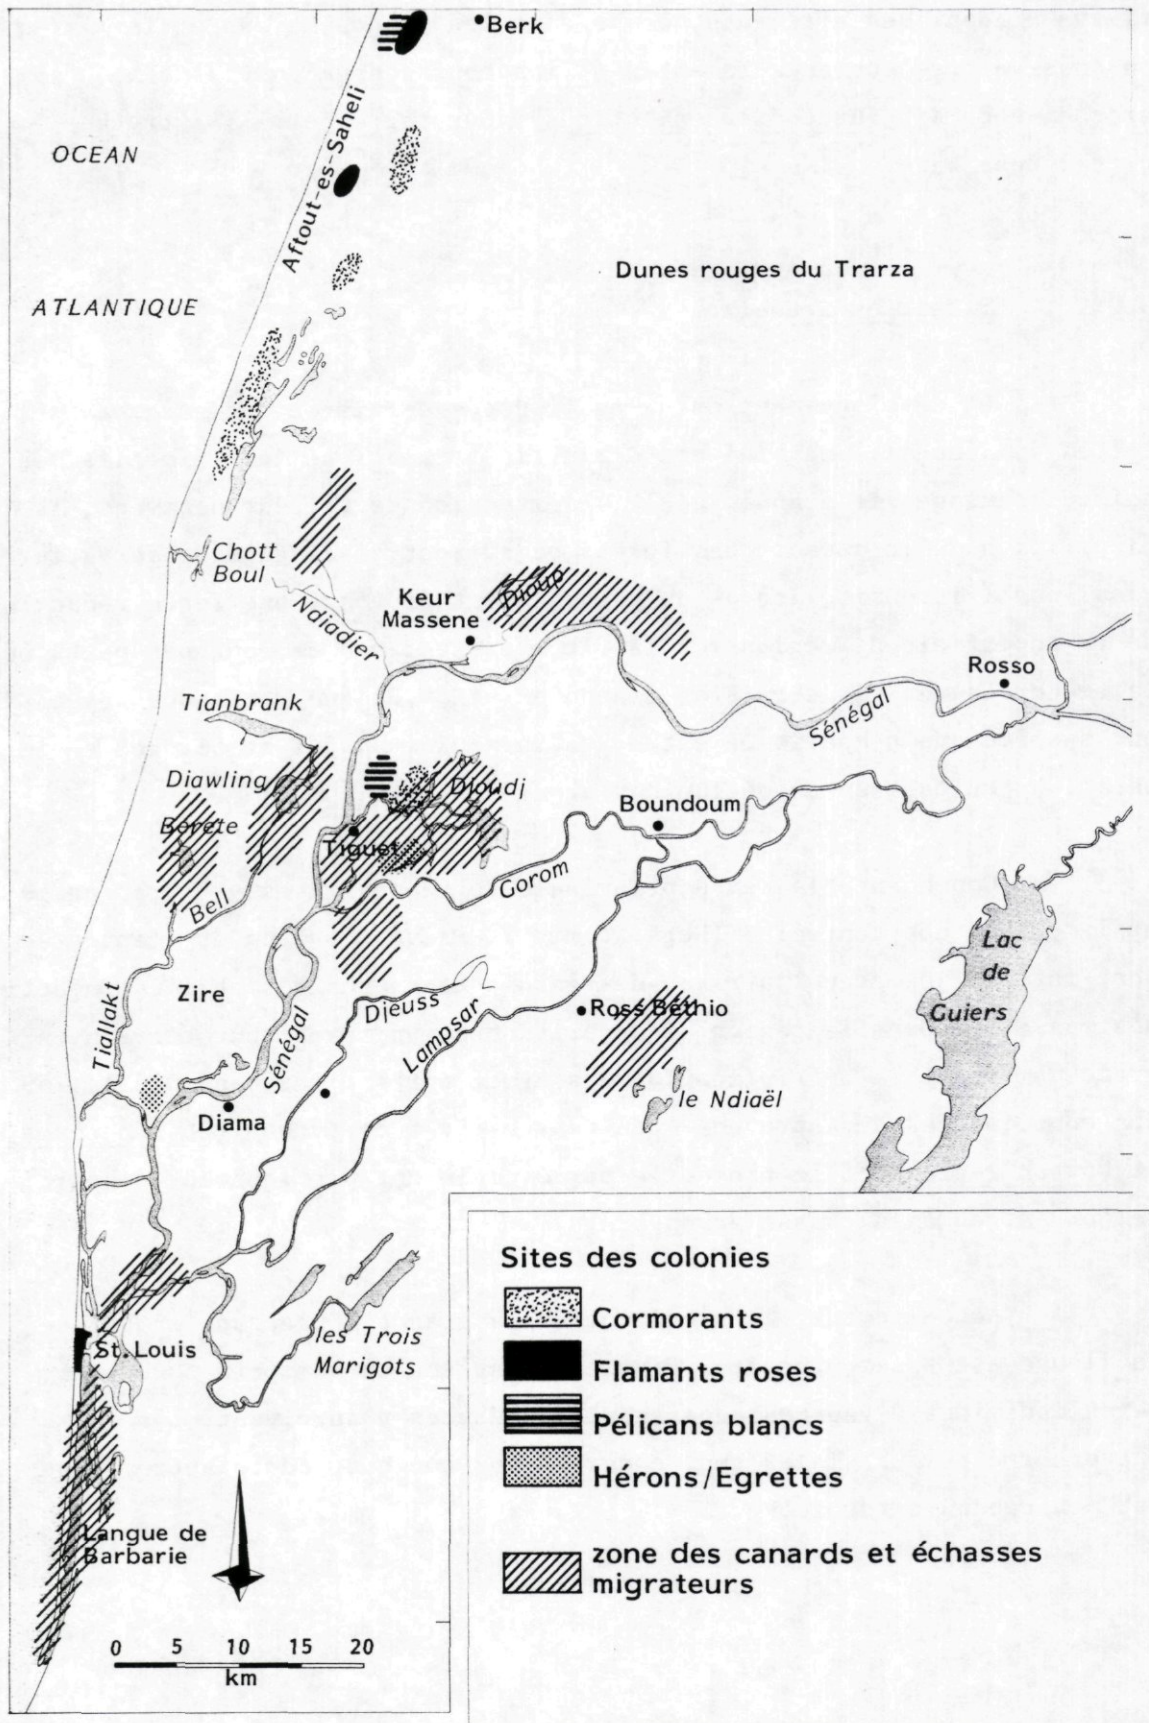 Berk
OCEAN
Aftout-es-Saheli
Dunes rouges du Trarza
ATLANTIQUE
Chott
Boul
Ndiadier
Keur
Massene
Dioup
Rosso
Tianbrank
Sénégal
Diawling
Djoudj
Boundoum
Berete
Tiguet
Gorom
Bell
Lac
de
Guiers
Zire
Tiallakt
Djeuss
Lampsar
Ross Béthio
Sénégal
le Ndiaël
Diama
Sites des colonies
Cormorants
Flamants roses
Pélicans blancs
Hérons/Egrettes
zone des canards et échasses
migrateurs
St.Louis
les Trois
Marigots
Langue de
Barbarie
0 5 10 15 20
km